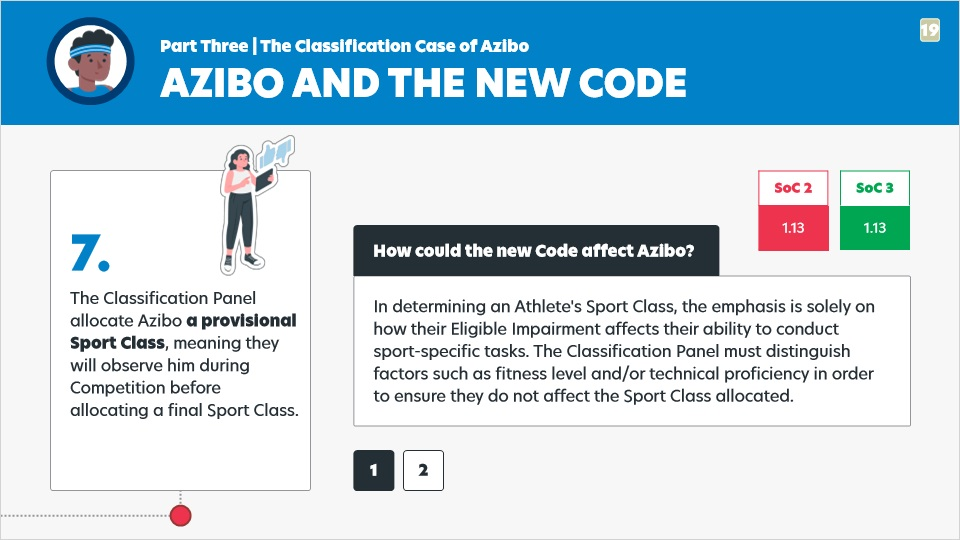 Part Three | The Classification Case of Azibo
AZIBO AND THE NEW CODE
19
7.
The Classification Panel
allocate Azibo a provisional
Sport Class, meaning they
will observe him during
Competition before
allocating a final Sport Class.
SoC 2
1.13
SoC 3
1.13
How could the new Code affect Azibo?
In determining an Athlete's Sport Class, the emphasis is solely on
how their Eligible Impairment affects their ability to conduct
sport-specific tasks. The Classification Panel must distinguish
factors such as fitness level and/or technical proficiency in order
to ensure they do not affect the Sport Class allocated.
1
2